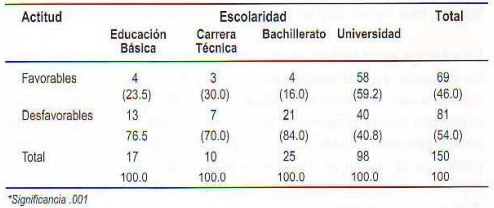 Actitud Escolaridad Total
Educación Carrera Bachillerato Universidad
Básica Técnica
Favorables 4 3 4 58 69
(23.5) (30.0) (16.0) (59.2) (46.0)
Desfavorables 13 7 21 40 81
76.5 (70.0) (84.0) (40.8) (54.0)
Total 17 10 25 98 150
100.0 100.0 100.0 100.0 100
*Significancia .001